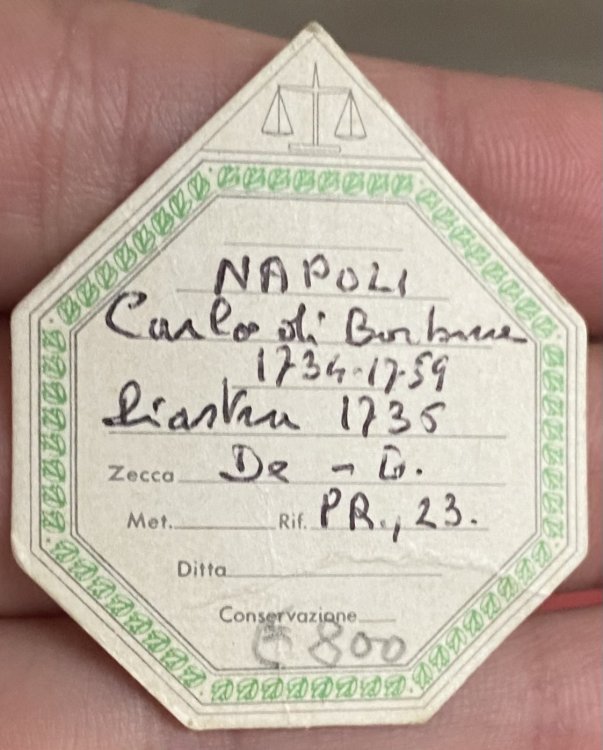 NAPOLI
Carlo di Borbone
1734-1759
Piastra 1735
Zecca De - G.
Met. Rif. PR., 23.
Ditta
Conservazione
€ 800